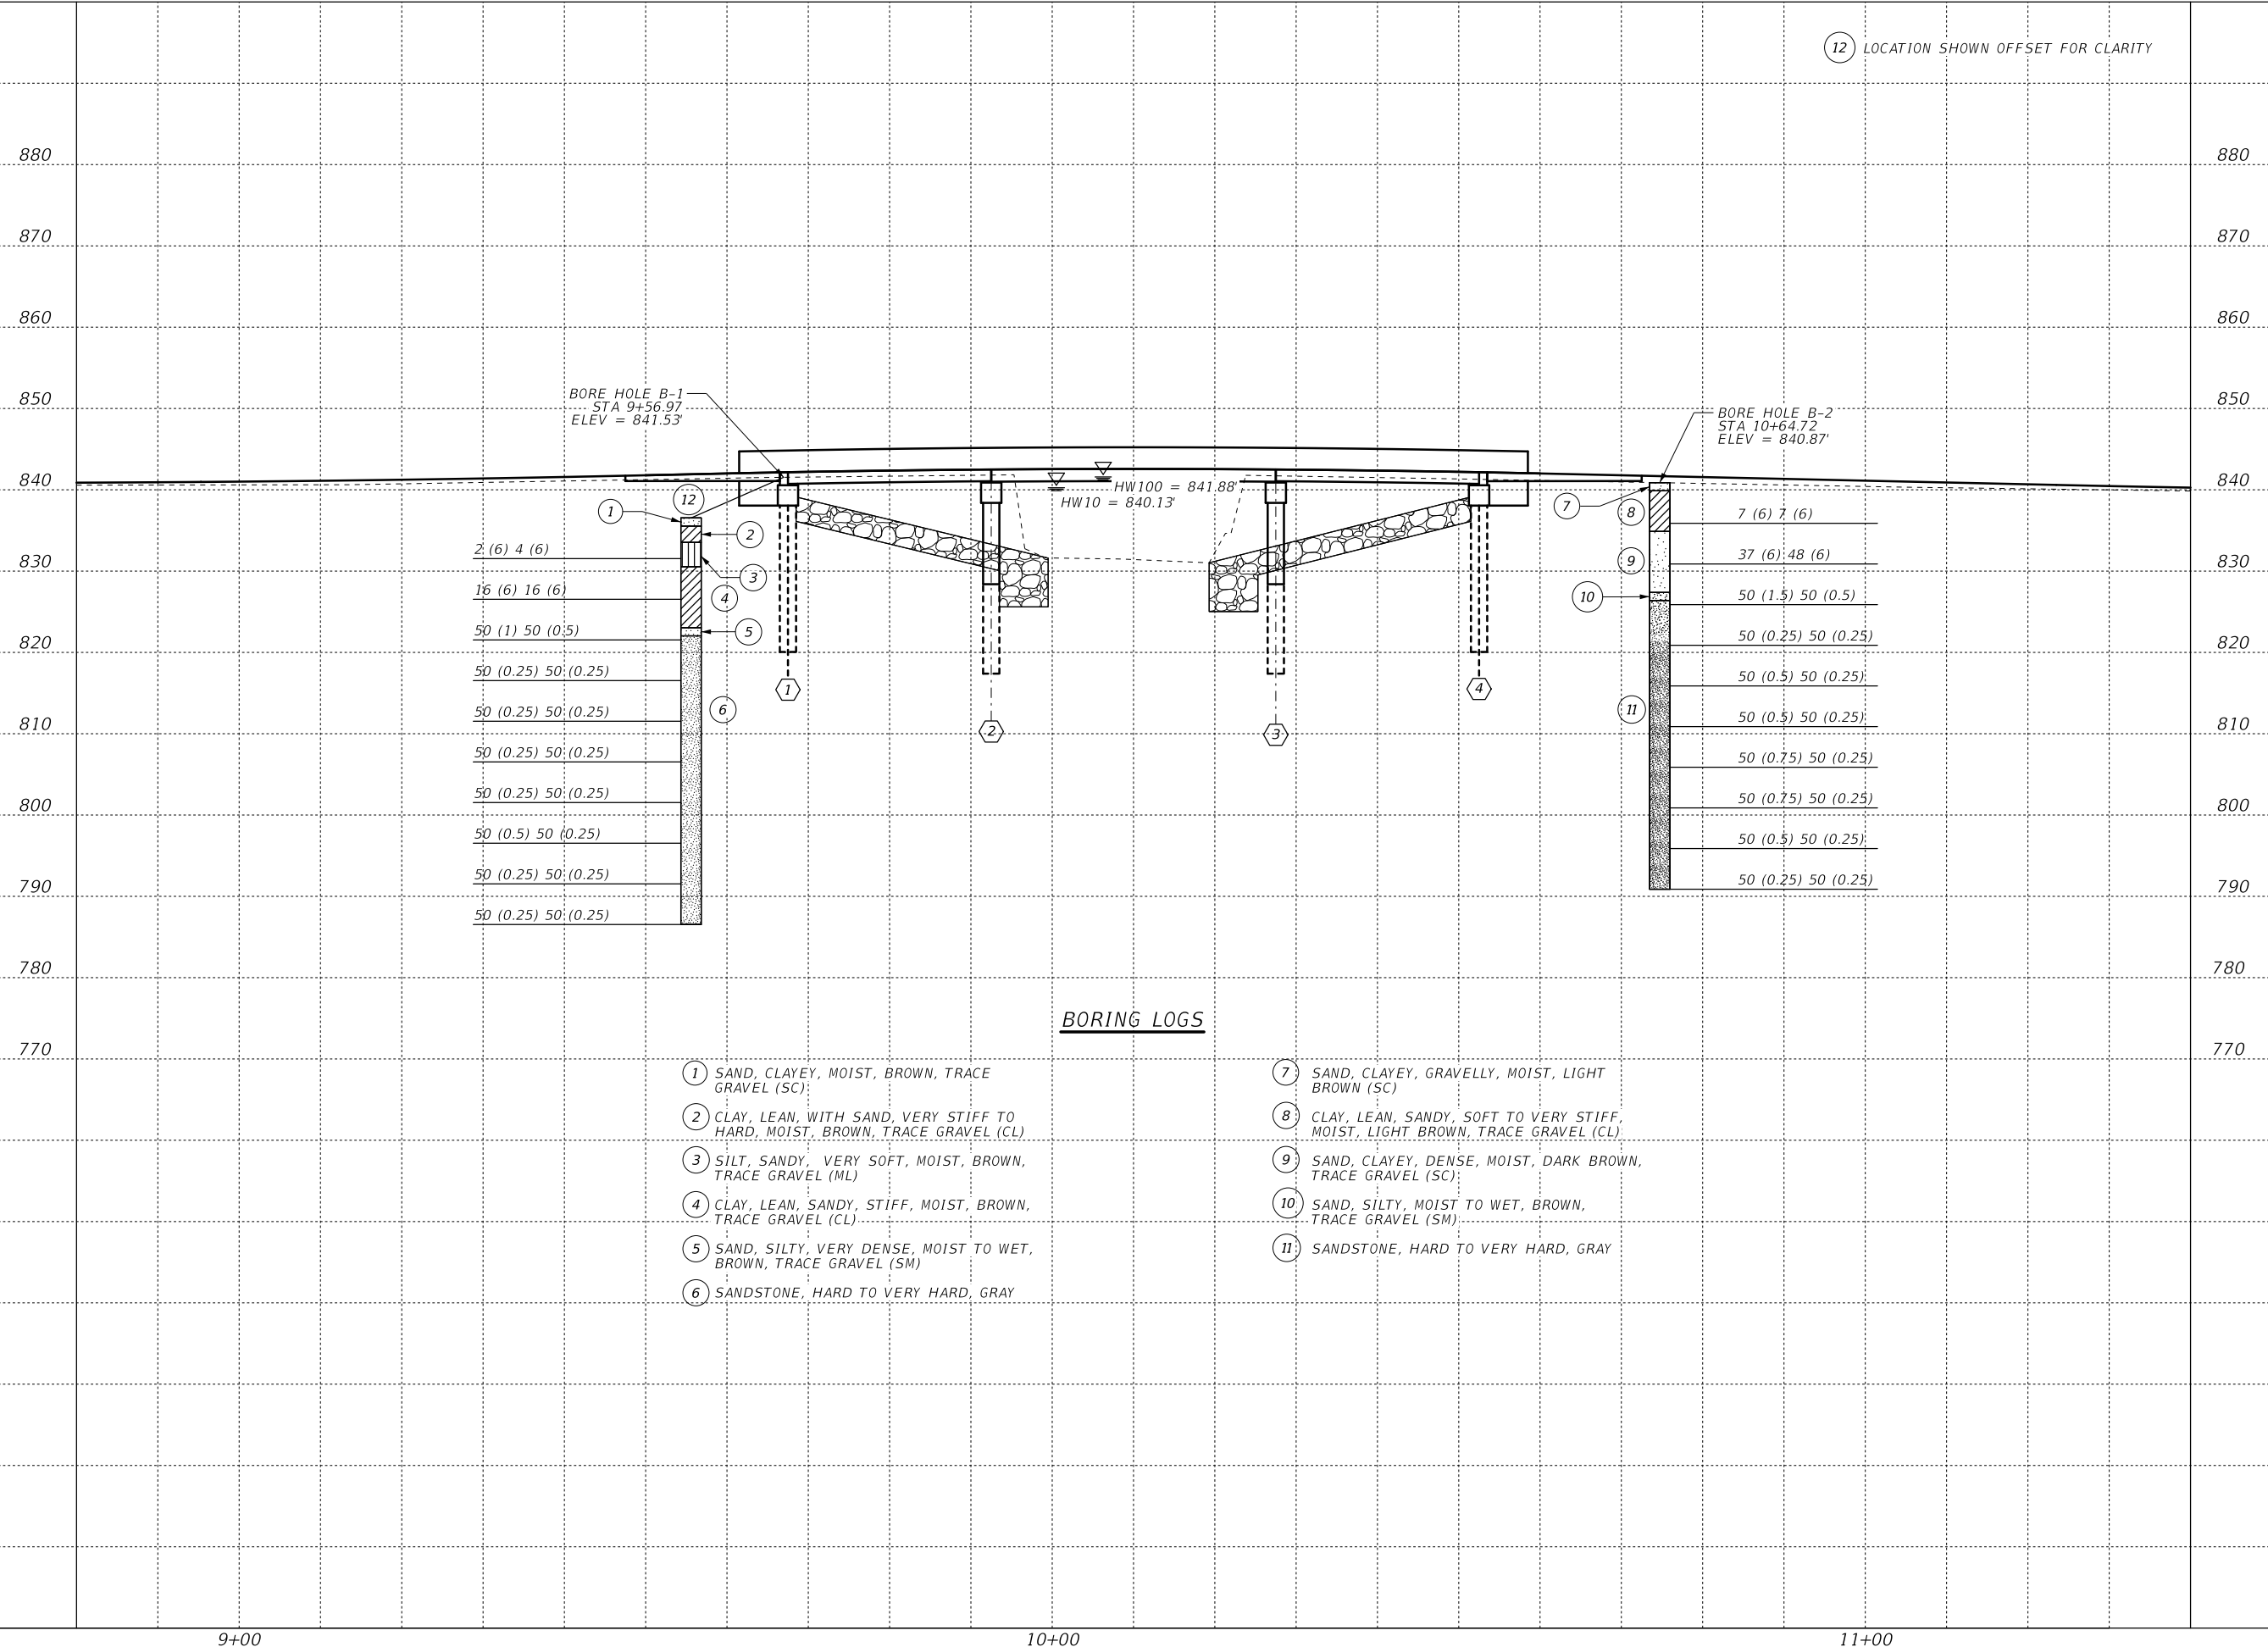 12 LOCATION SHOWN OFFSET FOR CLARITY
880 880
870 870
860 860
850 850
840 840
830 830
820 820
810 810
800 800
790 790
780 780
770 770
BORE HOLE B-1
STA 9+56.97
ELEV = 841.53'
BORE HOLE B-2
STA 10+64.72
ELEV = 840.87'
HW100 = 841.88'
HW10 = 840.13'
12
1
2
3
4
5
6
2 (6) 4 (6)
16 (6) 16 (6)
50 (1) 50 (0.5)
50 (0.25) 50 (0.25)
50 (0.25) 50 (0.25)
50 (0.25) 50 (0.25)
50 (0.25) 50 (0.25)
50 (0.5) 50 (0.25)
50 (0.25) 50 (0.25)
50 (0.25) 50 (0.25)
1
2
3
4
7
8
9
10
11
7 (6) 7 (6)
37 (6) 48 (6)
50 (1.5) 50 (0.5)
50 (0.25) 50 (0.25)
50 (0.5) 50 (0.25)
50 (0.5) 50 (0.25)
50 (0.75) 50 (0.25)
50 (0.75) 50 (0.25)
50 (0.5) 50 (0.25)
50 (0.25) 50 (0.25)
BORING LOGS
1 SAND, CLAYEY, MOIST, BROWN, TRACE
GRAVEL (SC)
2 CLAY, LEAN, WITH SAND, VERY STIFF TO
HARD, MOIST, BROWN, TRACE GRAVEL (CL)
3 SILT, SANDY, VERY SOFT, MOIST, BROWN,
TRACE GRAVEL (ML)
4 CLAY, LEAN, SANDY, STIFF, MOIST, BROWN,
TRACE GRAVEL (CL)
5 SAND, SILTY, VERY DENSE, MOIST TO WET,
BROWN, TRACE GRAVEL (SM)
6 SANDSTONE, HARD TO VERY HARD, GRAY
7 SAND, CLAYEY, GRAVELLY, MOIST, LIGHT
BROWN (SC)
8 CLAY, LEAN, SANDY, SOFT TO VERY STIFF,
MOIST, LIGHT BROWN, TRACE GRAVEL (CL)
9 SAND, CLAYEY, DENSE, MOIST, DARK BROWN,
TRACE GRAVEL (SC)
10 SAND, SILTY, MOIST TO WET, BROWN,
TRACE GRAVEL (SM)
11 SANDSTONE, HARD TO VERY HARD, GRAY
9+00 10+00 11+00